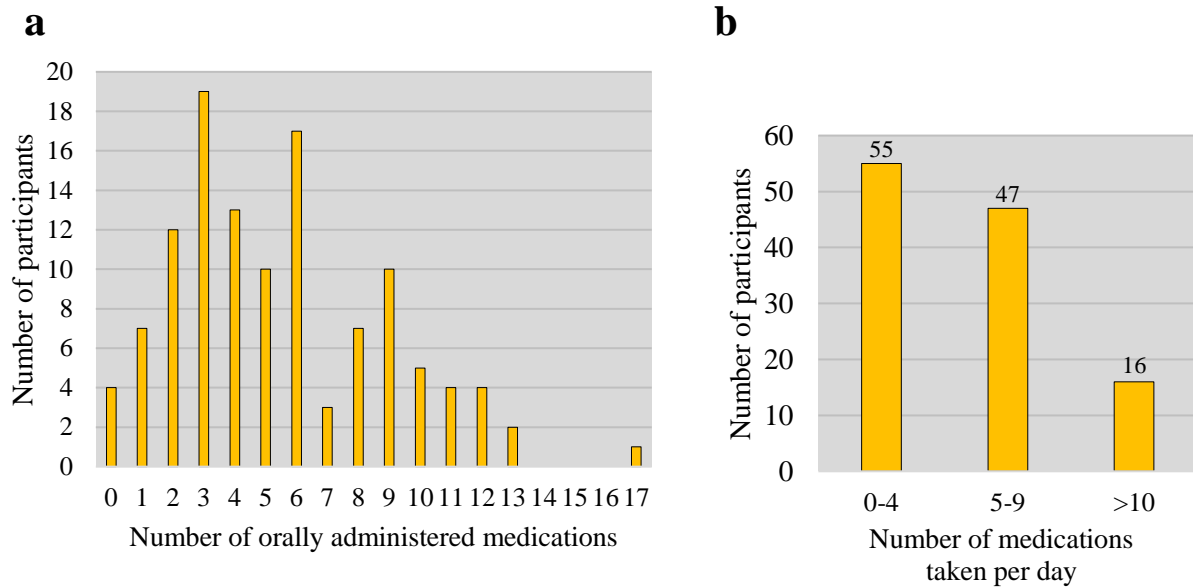 a
20
18
16
14
12
10
8
6
4
2
0
Number of participants
0 1 2 3 4 5 6 7 8 9 10 11 12 13 14 15 16 17
Number of orally administered medications
b
60
50
40
30
20
10
0
Number of participants
55
47
16
0-4 5-9 >10
Number of medications
taken per day